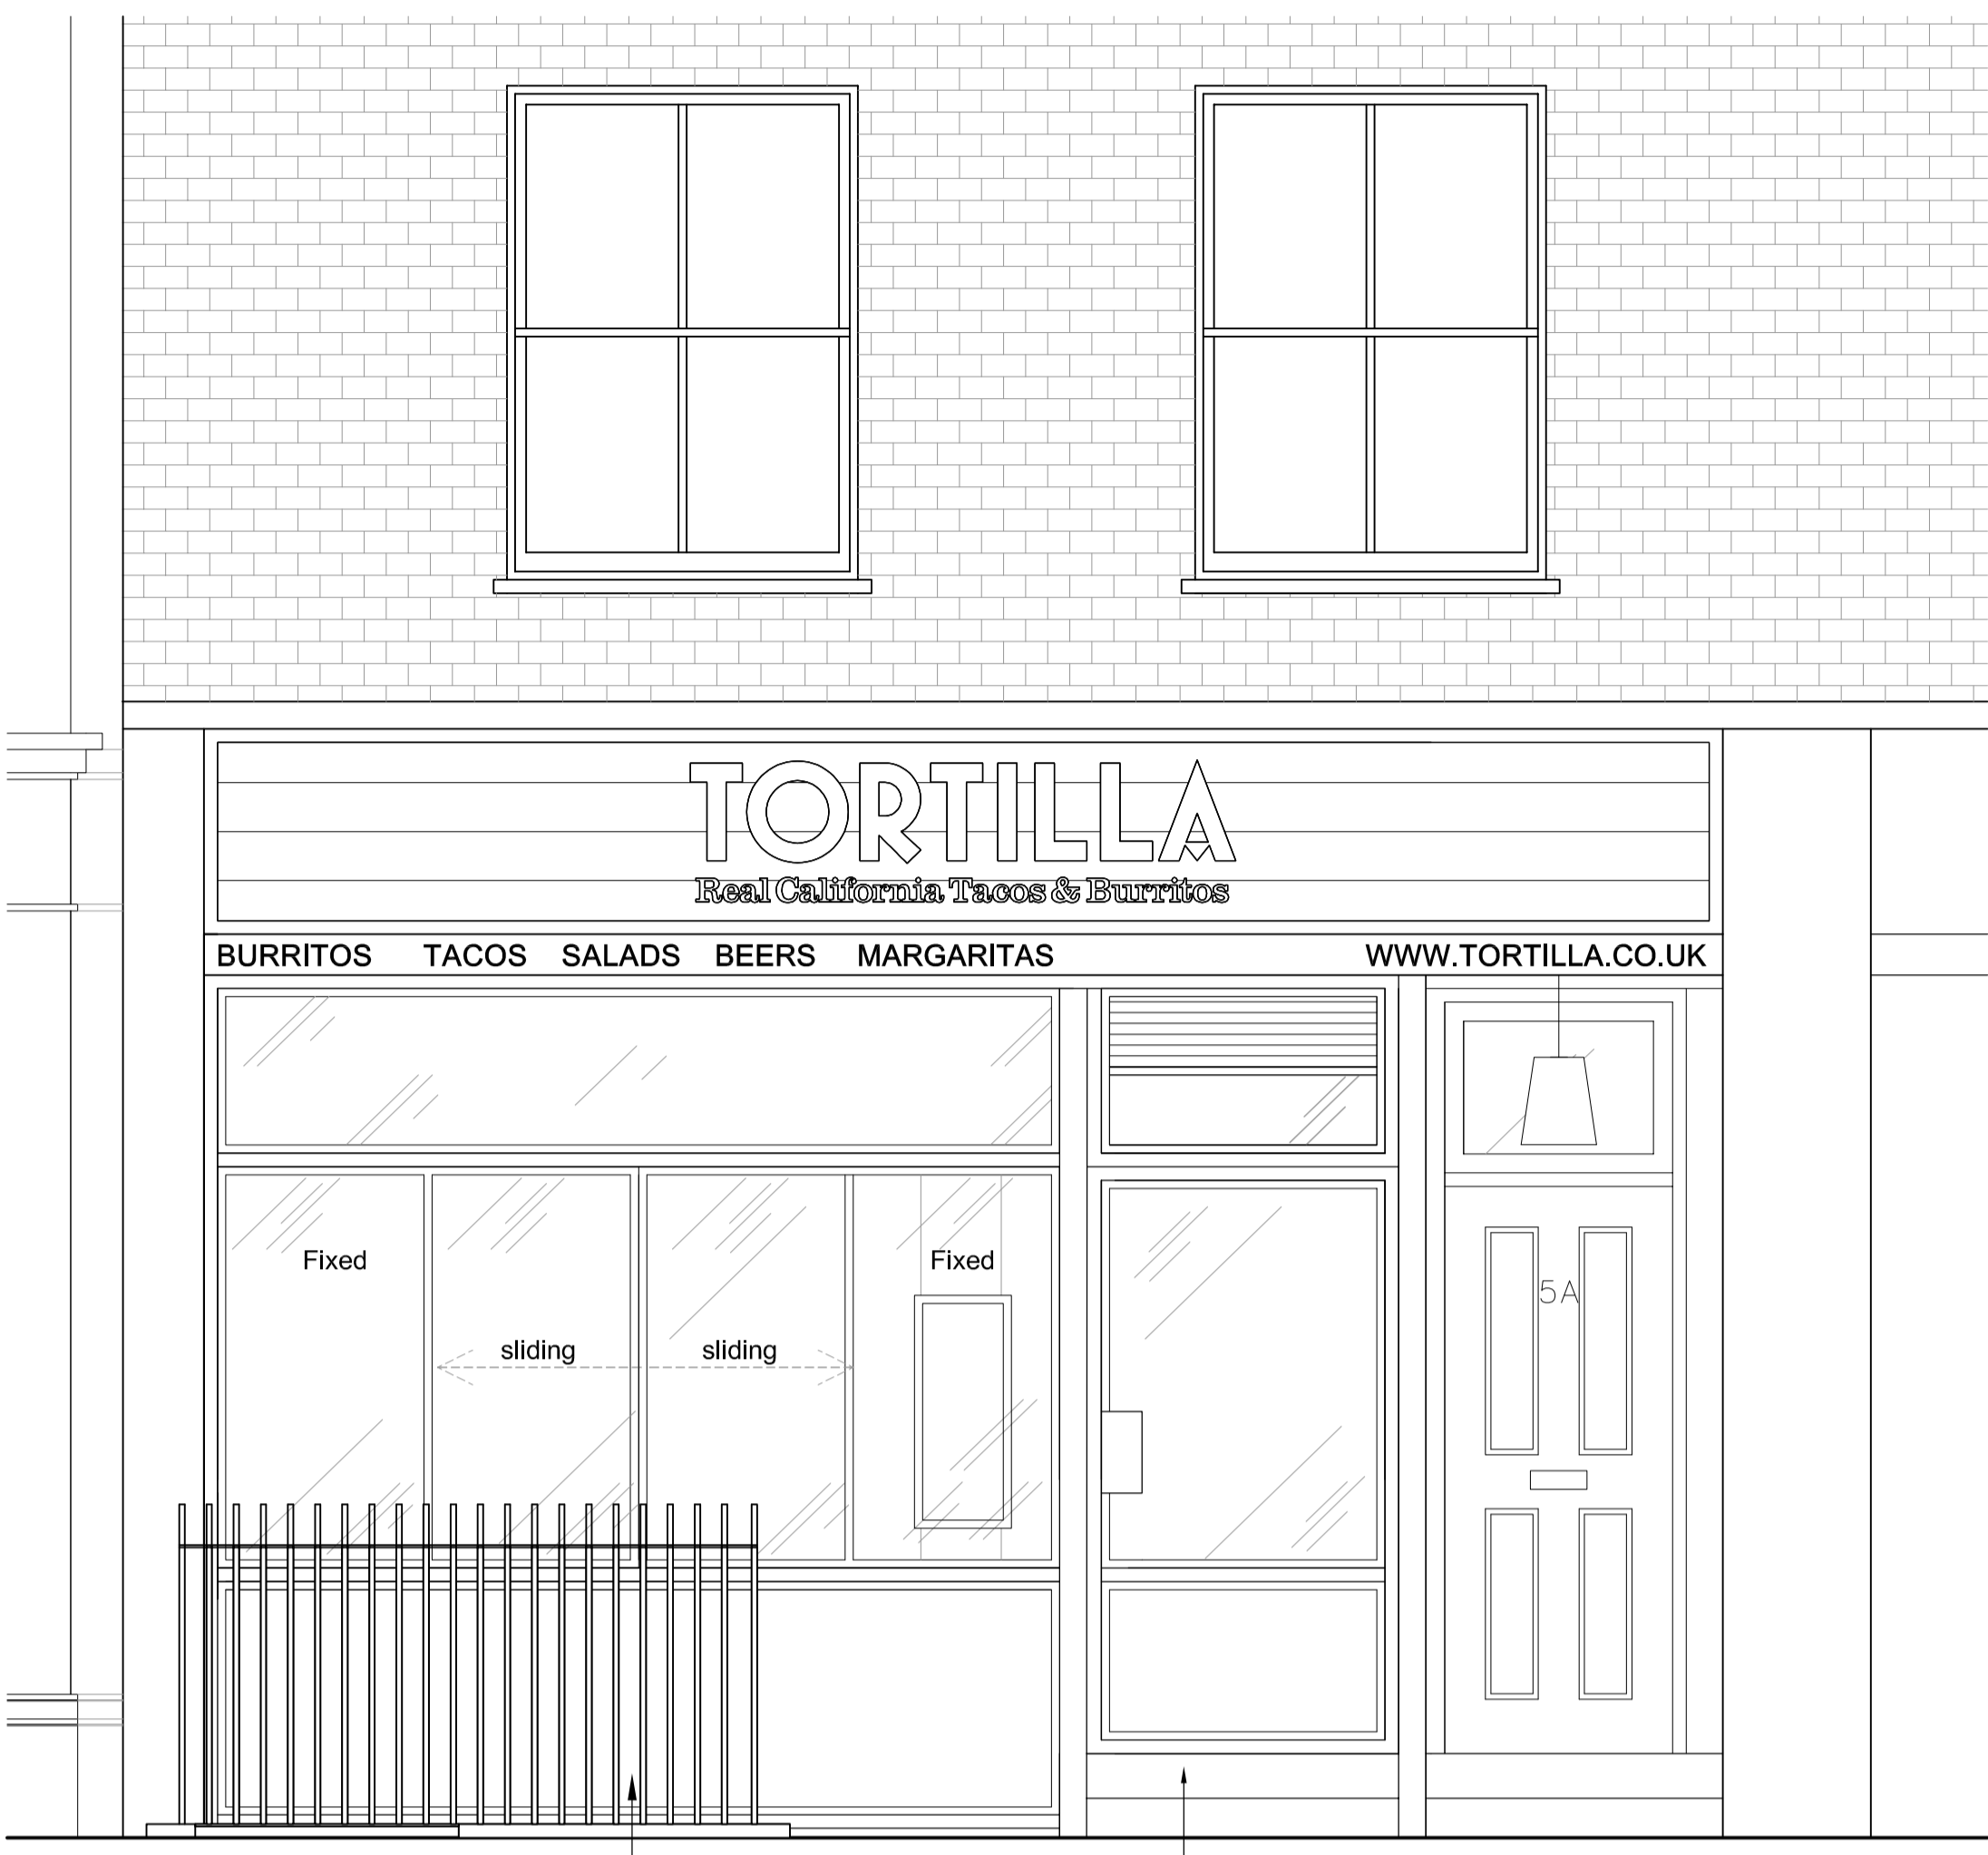 TORTILLA
Real California Tacos & Burritos
BURRITOS TACOS SALADS BEERS MARGARITAS WWW.TORTILLA.CO.UK
Fixed Fixed
5A
sliding sliding